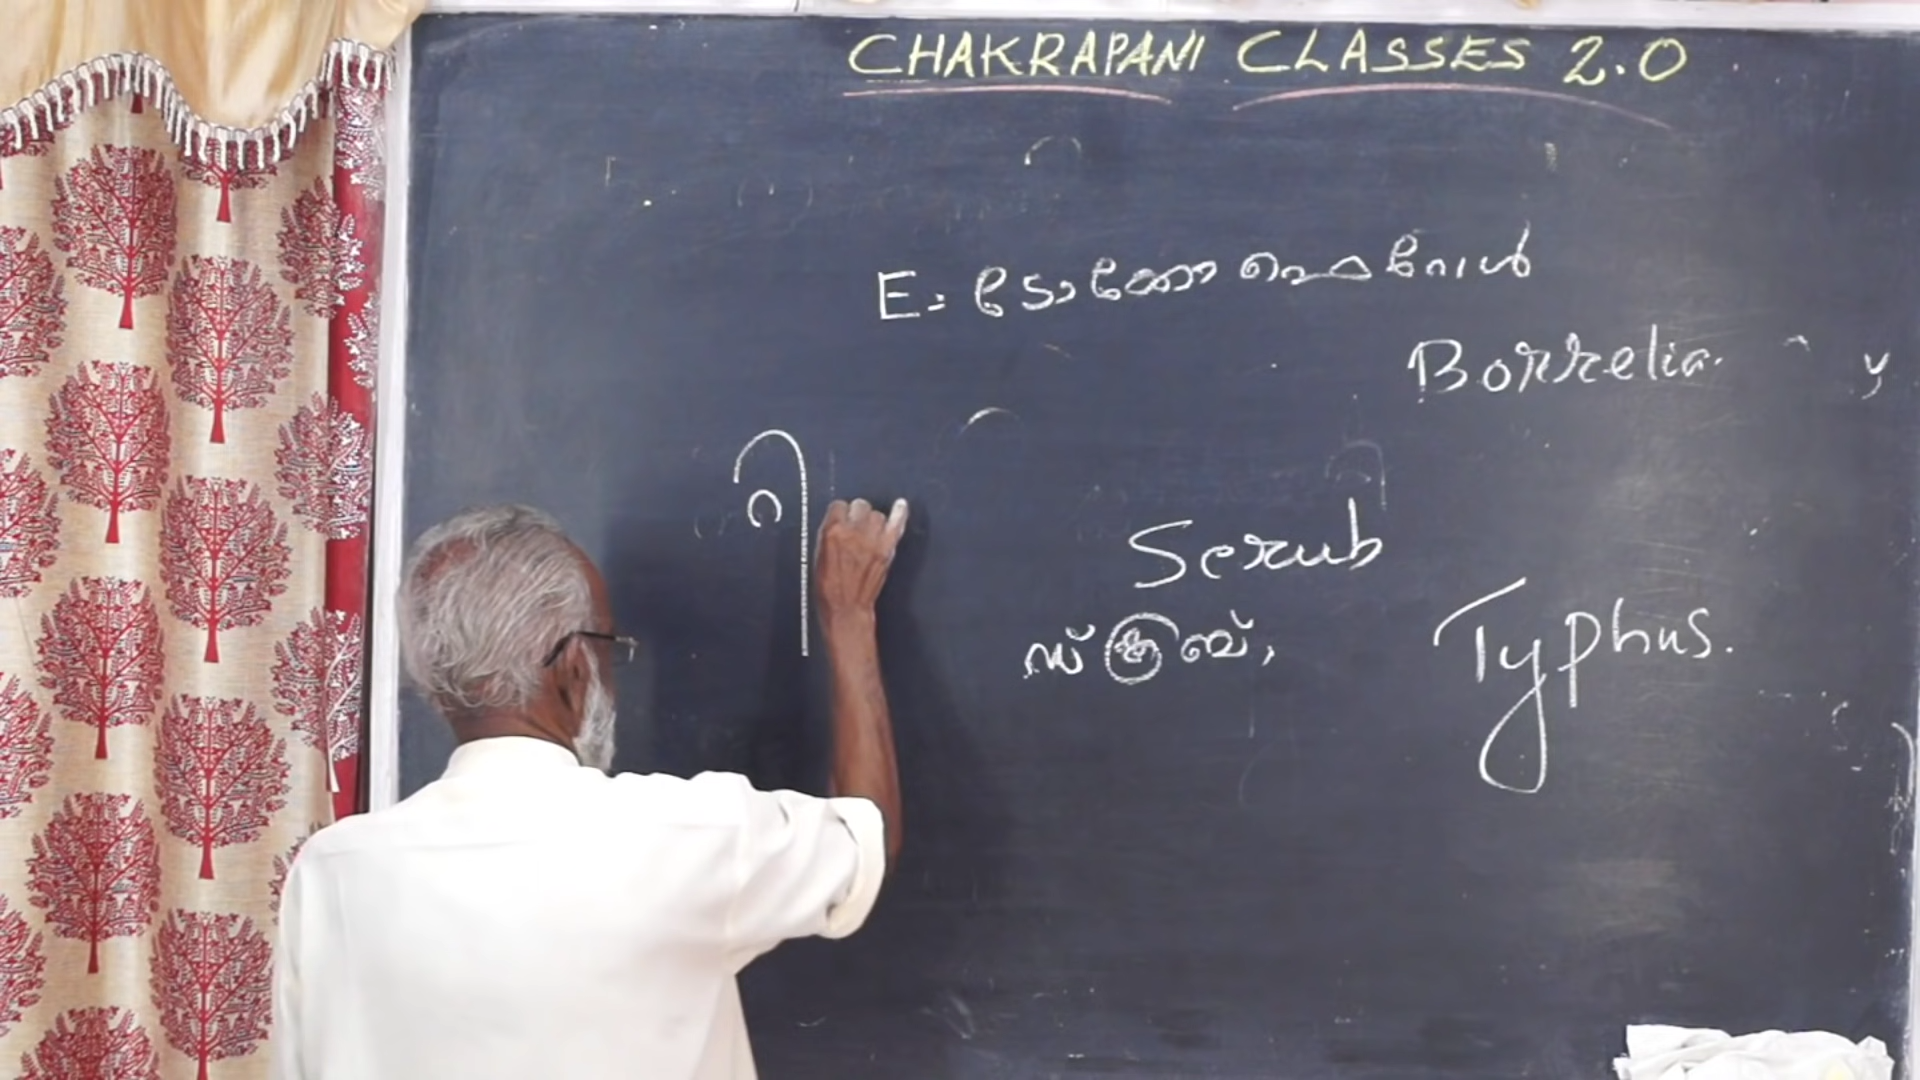 CHAKRAPANI CLASSES 2.0
E: ടോക്കോഫെറോൾ
Borrelia.
y
Scrub
സ്ക്രബ്,
Typhus.
റി